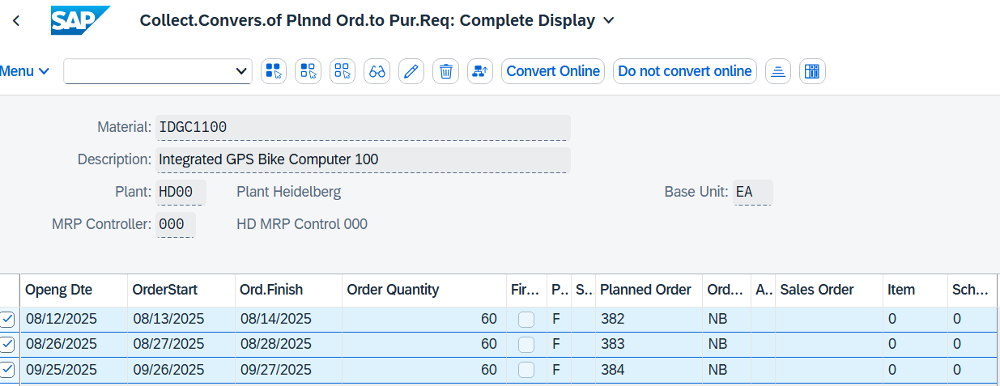 SAP Collect.Convers.of Plnnd Ord.to Pur.Req: Complete Display
Menu Convert Online Do not convert online
Material: IDGC1100
Description: Integrated GPS Bike Computer 100
Plant: HD00 Plant Heidelberg Base Unit: EA
MRP Controller: 000 HD MRP Control 000
Openg Dte OrderStart Ord.Finish Order Quantity Fir... P.. S.. Planned Order Ord... A.. Sales Order Item Sch...
08/12/2025 08/13/2025 08/14/2025 60 F 382 NB 0 0
08/26/2025 08/27/2025 08/28/2025 60 F 383 NB 0 0
09/25/2025 09/26/2025 09/27/2025 60 F 384 NB 0 0